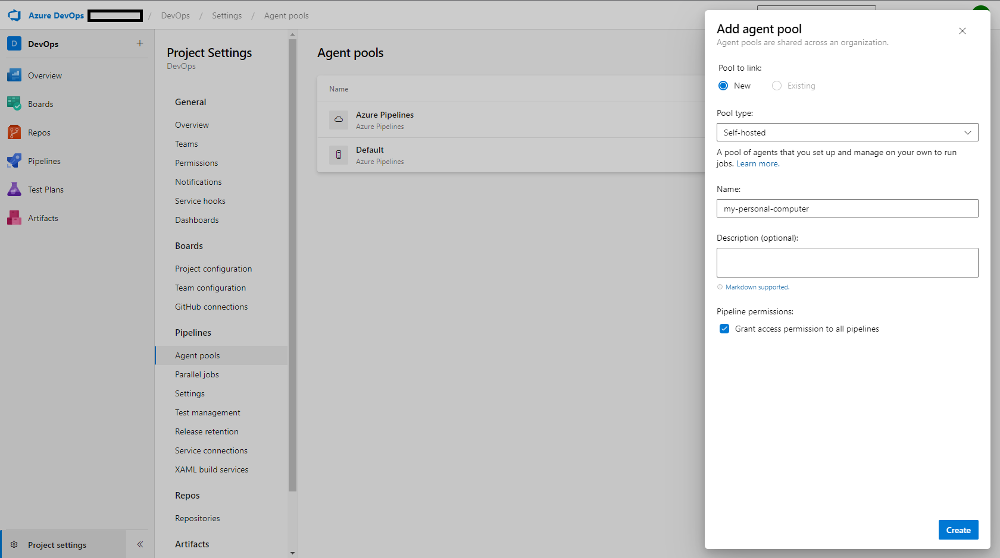 Azure DevOps / DevOps / Settings / Agent pools
D DevOps
Overview
Boards
Repos
Pipelines
Test Plans
Artifacts
Project settings
Project Settings
DevOps
General
Overview
Teams
Permissions
Notifications
Service hooks
Dashboards
Boards
Project configuration
Team configuration
GitHub connections
Pipelines
Agent pools
Parallel jobs
Settings
Test management
Release retention
Service connections
XAML build services
Repos
Repositories
Artifacts
Agent pools
Name
Azure Pipelines
Azure Pipelines
Default
Azure Pipelines
Add agent pool
Agent pools are shared across an organization.
Pool to link:
New Existing
Pool type:
Self-hosted
A pool of agents that you set up and manage on your own to run
jobs. Learn more.
Name:
my-personal-computer
Description (optional):
Markdown supported.
Pipeline permissions:
Grant access permission to all pipelines
Create